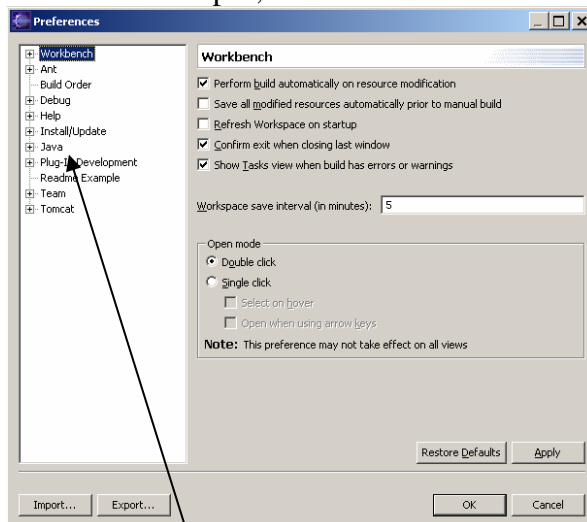 Preferences
Workbench
Ant
Build Order
Debug
Help
Install/Update
Java
Plug-In Development
Readme Example
Team
Tomcat
Workbench
Perform build automatically on resource modification
Save all modified resources automatically prior to manual build
Refresh Workspace on startup
Confirm exit when closing last window
Show Tasks view when build has errors or warnings
Workspace save interval (in minutes): 5
Open mode
Double click
Single click
Select on hover
Open when using arrow keys
Note: This preference may not take effect on all views
Restore Defaults Apply
Import... Export... OK Cancel